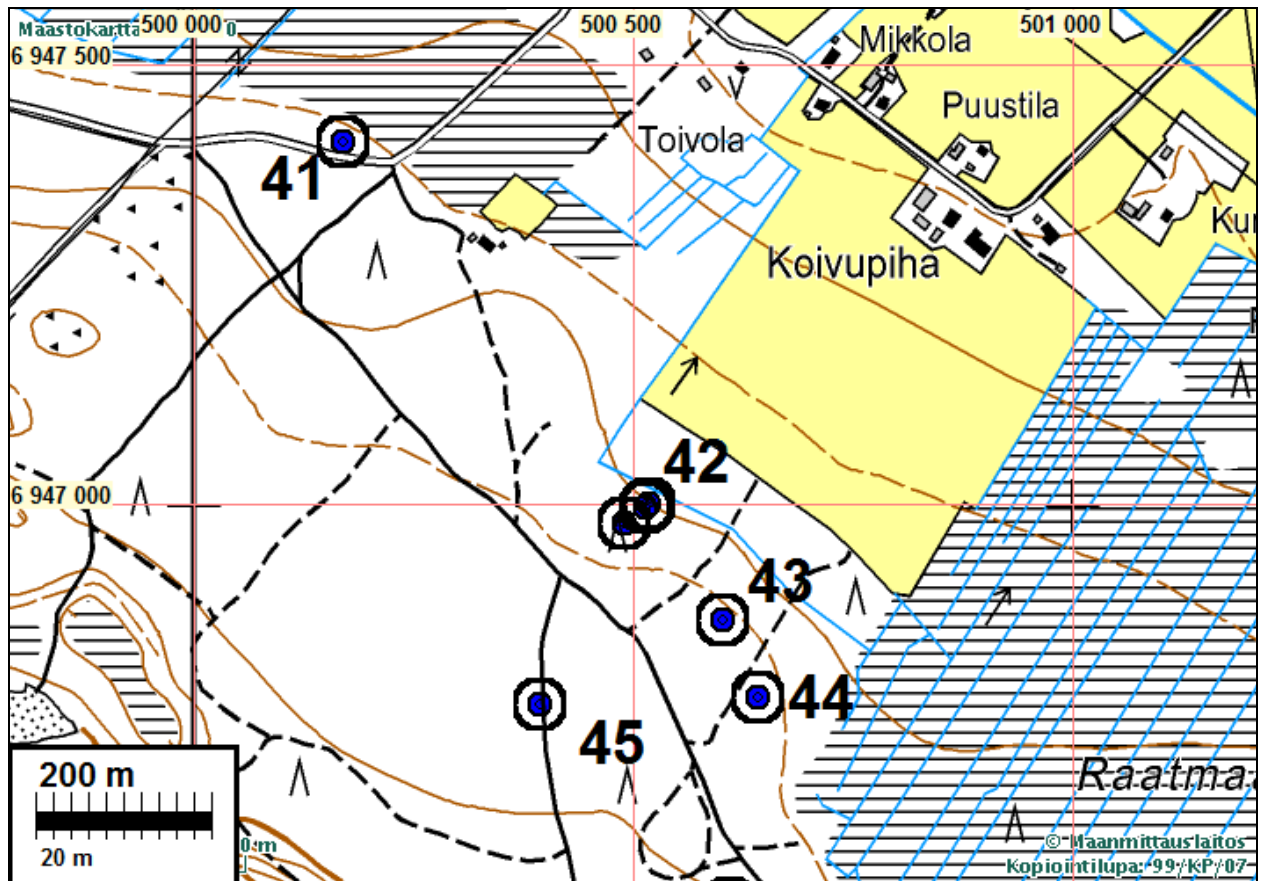 Maastokartta
500 000
500 500
501 000
6 947 500
Mikkola
Puustila
Toivola
41
Koivupiha
42
6 947 000
43
44
45
200 m
20 m
Raatma
© Maanmittauslaitos
Kopiointilupa: 99/KP/07